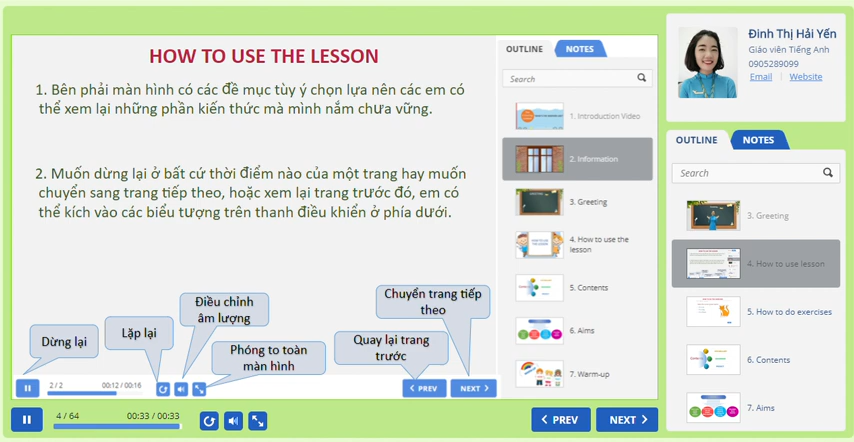 HOW TO USE THE LESSON
1. Bên phải màn hình có các đề mục tùy ý chọn lựa nên các em có
thể xem lại những phần kiến thức mà mình nắm chưa vững.
2. Muốn dừng lại ở bất cứ thời điểm nào của một trang hay muốn
chuyển sang trang tiếp theo, hoặc xem lại trang trước đó, em có
thể kích vào các biểu tượng trên thanh điều khiển ở phía dưới.
Dừng lại
Lặp lại
Điều chỉnh
âm lượng
Phóng to toàn
màn hình
Quay lại trang
trước
Chuyển trang tiếp
theo
2 / 2
00:12 / 00:16
PREV
NEXT
OUTLINE
NOTES
Search
1. Introduction Video
2. Information
3. Greeting
4. How to use the
lesson
5. Contents
6. Aims
7. Warm-up
4 / 64
00:33 / 00:33
PREV
NEXT
Đinh Thị Hải Yến
Giáo viên Tiếng Anh
0905289099
Email
Website
OUTLINE
NOTES
Search
3. Greeting
4. How to use lesson
5. How to do exercises
6. Contents
7. Aims